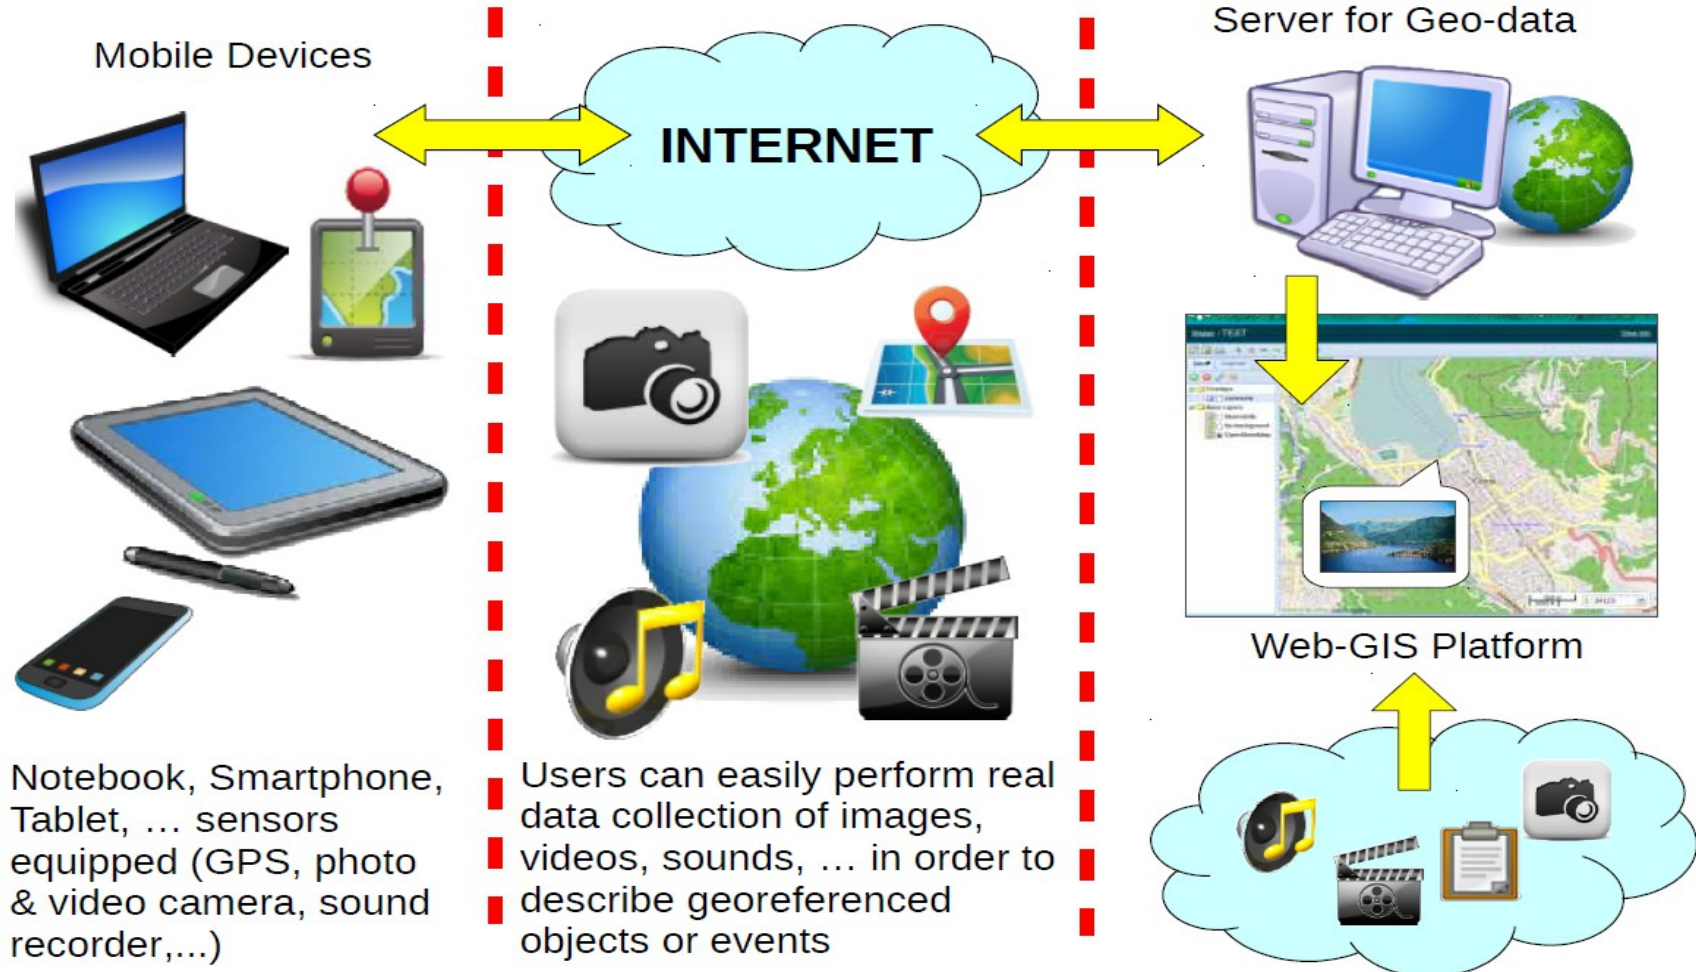 Mobile Devices
Notebook, Smartphone,
Tablet, … sensors
equipped (GPS, photo
& video camera, sound
recorder,...)
INTERNET
Users can easily perform real
data collection of images,
videos, sounds, … in order to
describe georeferenced
objects or events
Server for Geo-data
TEST
Web-GIS Platform